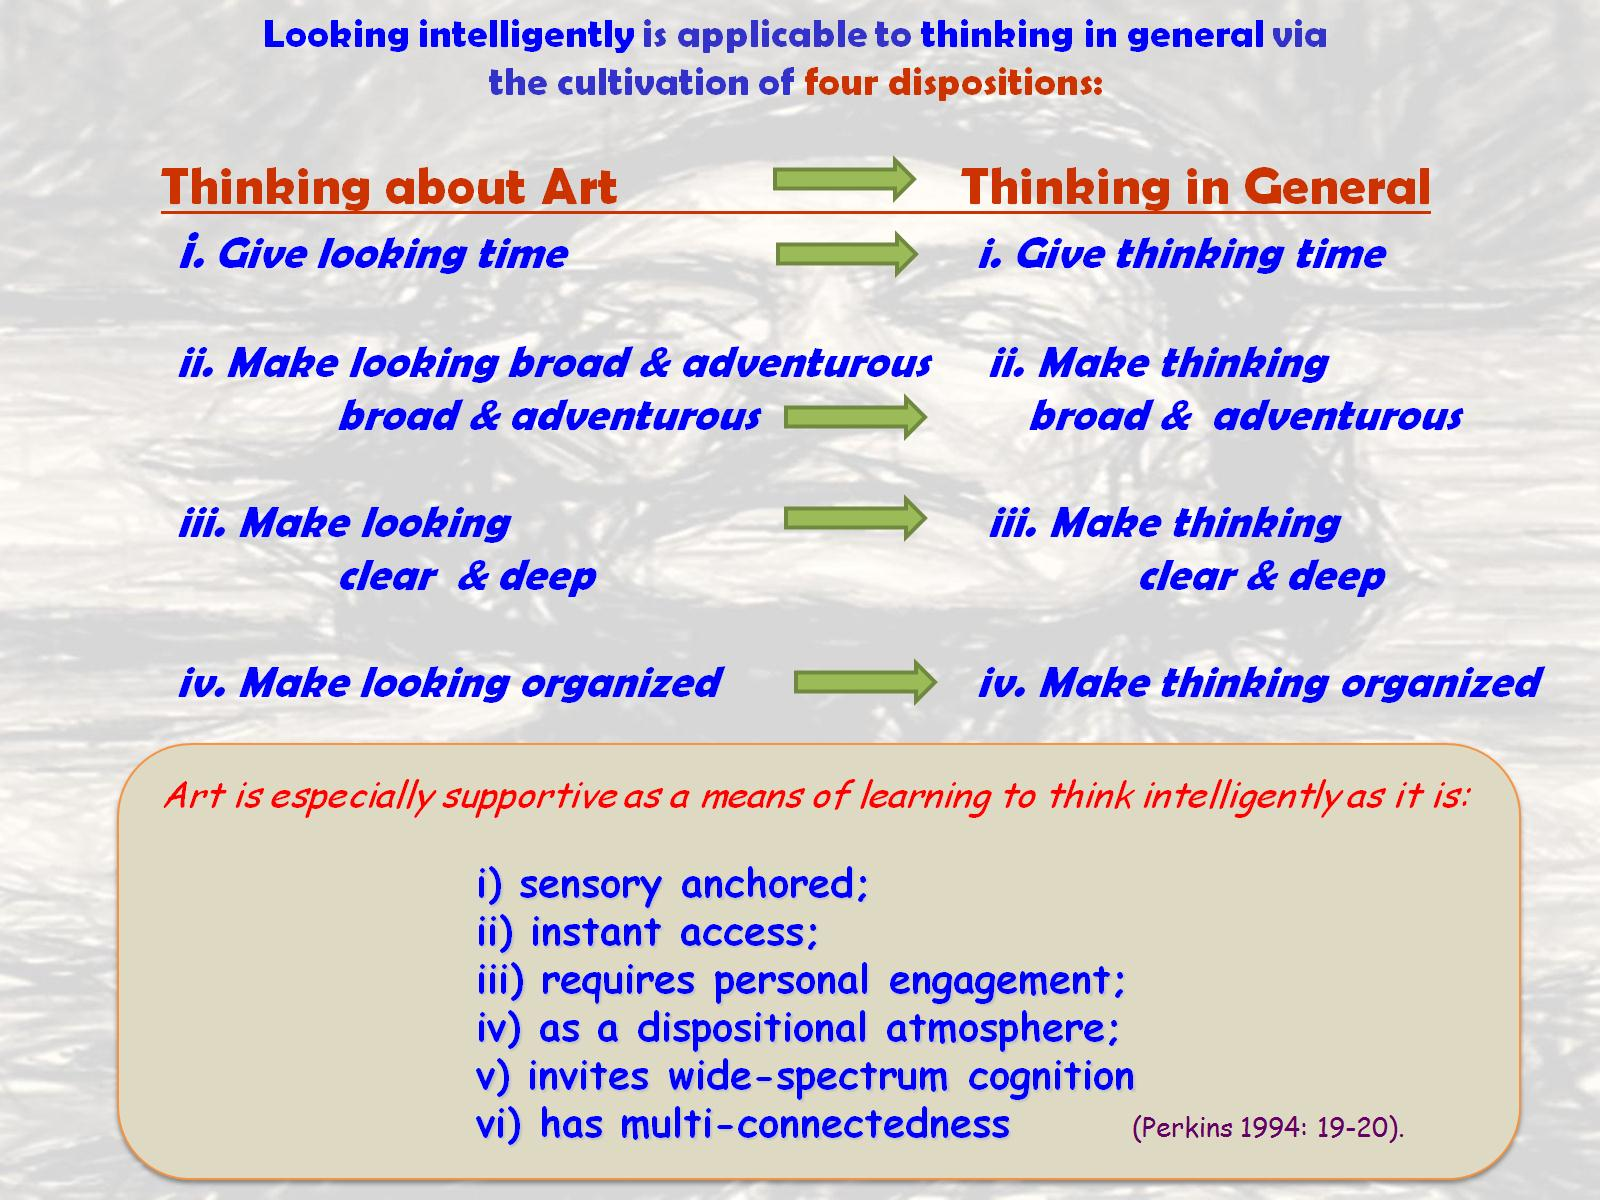 Looking intelligently is applicable to thinking in general via
the cultivation of four dispositions:
Thinking about Art Thinking in General
i. Give looking time i. Give thinking time
ii. Make looking broad & adventurous ii. Make thinking
broad & adventurous broad & adventurous
iii. Make looking iii. Make thinking
clear & deep clear & deep
iv. Make looking organized iv. Make thinking organized
Art is especially supportive as a means of learning to think intelligently as it is:
i) sensory anchored;
ii) instant access;
iii) requires personal engagement;
iv) as a dispositional atmosphere;
v) invites wide-spectrum cognition
vi) has multi-connectedness (Perkins 1994: 19-20).